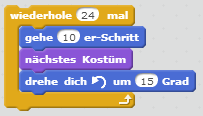 wiederhole 24 mal
gehe 10 er-Schritt
nächstes Kostüm
drehe dich um 15 Grad